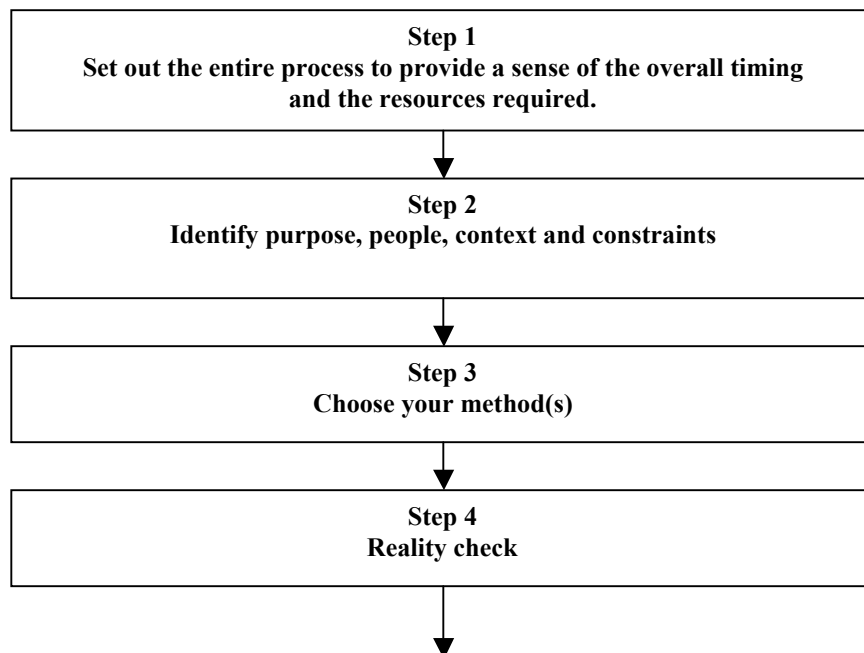 Step 1
Set out the entire process to provide a sense of the overall timing
and the resources required.
Step 2
Identify purpose, people, context and constraints
Step 3
Choose your method(s)
Step 4
Reality check